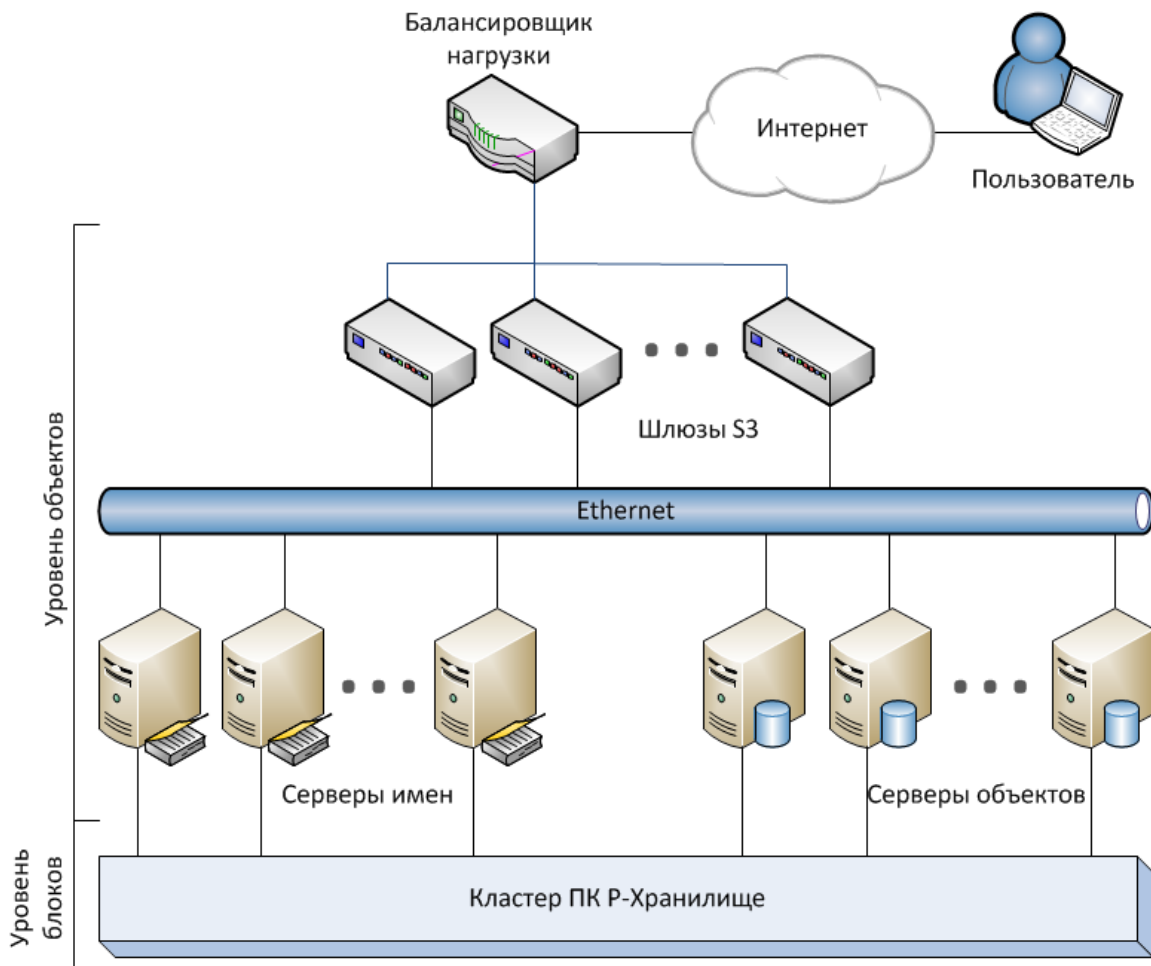 Балансировщик
нагрузки
Интернет
Пользователь
Шлюзы S3
Уровень объектов
Ethernet
Серверы имен
Серверы объектов
Уровень
блоков
Кластер ПК Р-Хранилище